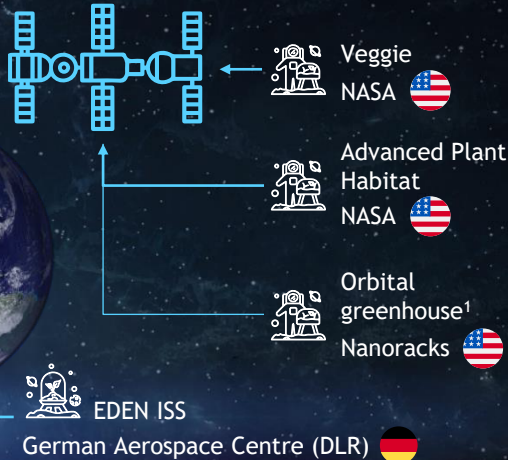 Veggie
NASA
Advanced Plant
Habitat
NASA
Orbital
greenhouse¹
Nanoracks
EDEN ISS
German Aerospace Centre (DLR)